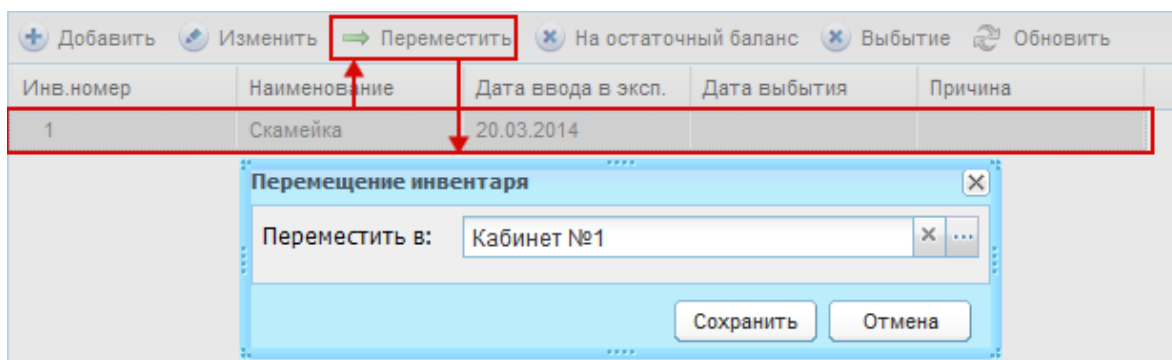 Добавить Изменить Переместить На остаточный баланс Выбытие Обновить
Инв.номер Наименование Дата ввода в эксп. Дата выбытия Причина
1 Скамейка 20.03.2014
Перемещение инвентаря
Переместить в: Кабинет №1
Сохранить Отмена